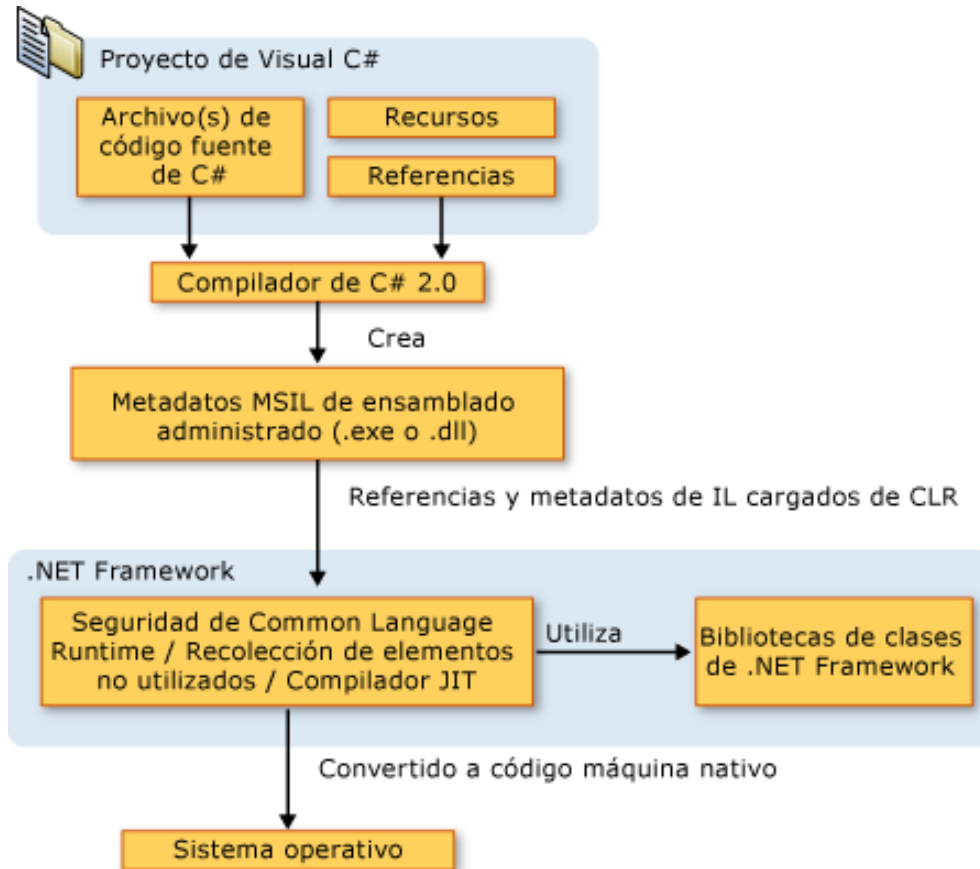 Proyecto de Visual C#
Archivo(s) de
código fuente
de C#
Recursos
Referencias
Compilador de C# 2.0
Crea
Metadatos MSIL de ensamblado
administrado (.exe o .dll)
Referencias y metadatos de IL cargados de CLR
.NET Framework
Seguridad de Common Language
Runtime / Recolección de elementos
no utilizados / Compilador JIT
Utiliza
Bibliotecas de clases
de .NET Framework
Convertido a código máquina nativo
Sistema operativo